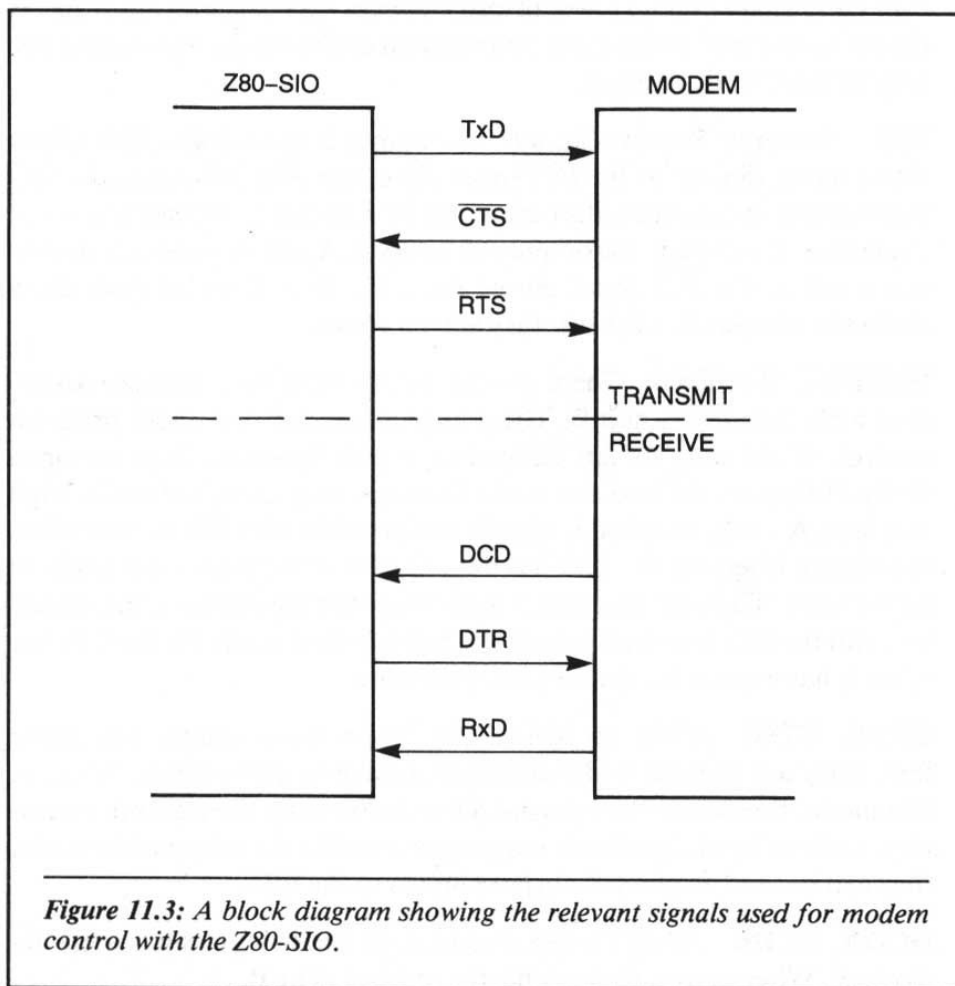 Z80–SIO MODEM
TxD
CTS
RTS
TRANSMIT
RECEIVE
DCD
DTR
RxD
Figure 11.3: A block diagram showing the relevant signals used for modem
control with the Z80-SIO.